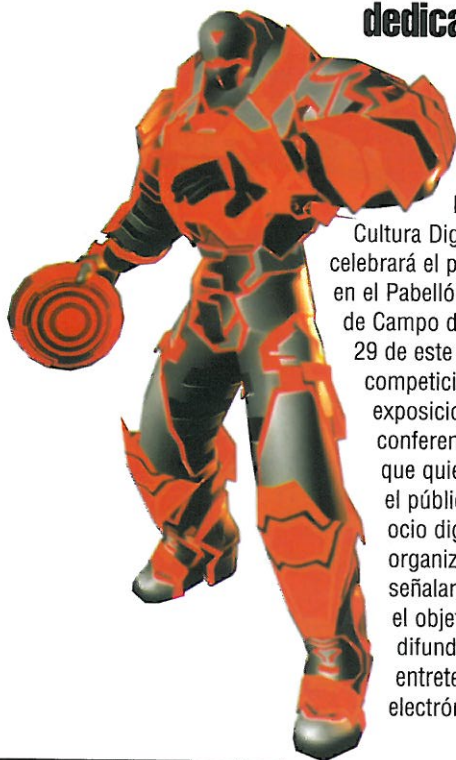 dedica
Cultura Dig
celebrará el p
en el Pabelló
de Campo d
29 de este
competici
exposicio
conferen
que quie
el públic
ocio dig
organiz
señalar
el objet
difund
entrete
electrón